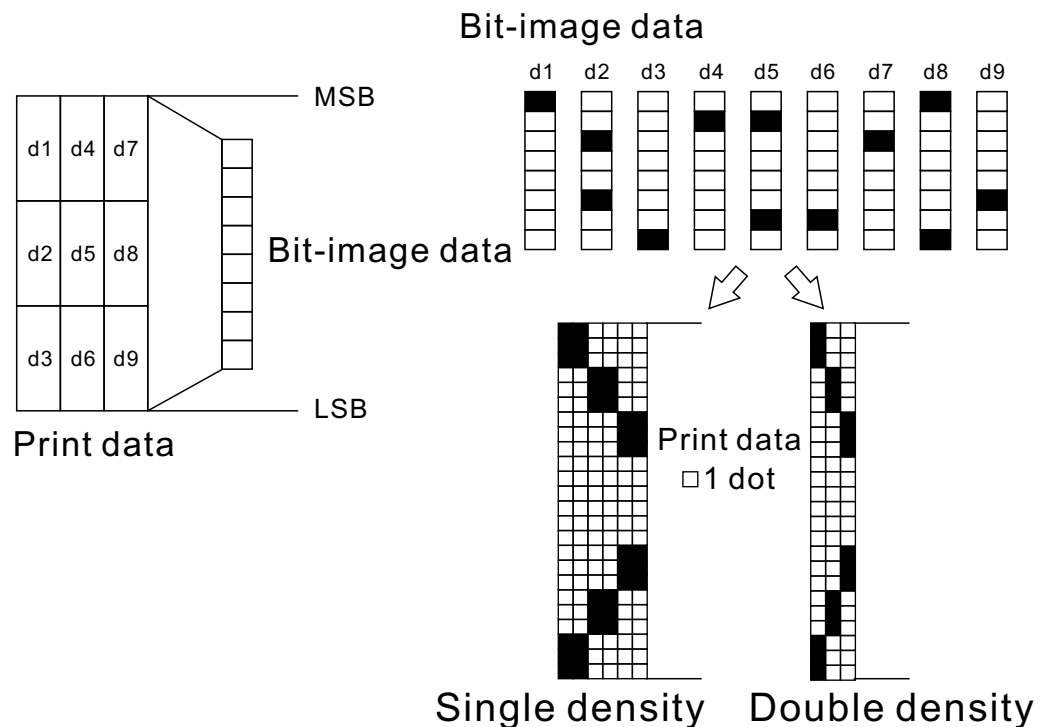 Bit-image data
d1 d2 d3 d4 d5 d6 d7 d8 d9
MSB
d1 d4 d7
d2 d5 d8
Bit-image data
d3 d6 d9
LSB
Print data
Print data
□1 dot
Single density
Double density